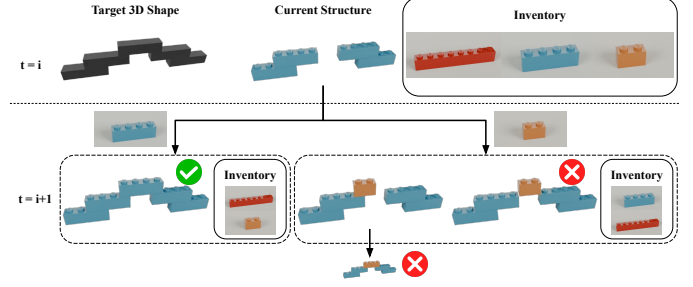 Target 3D Shape
Current Structure
Inventory
t = i
t = i+1
Inventory
Inventory